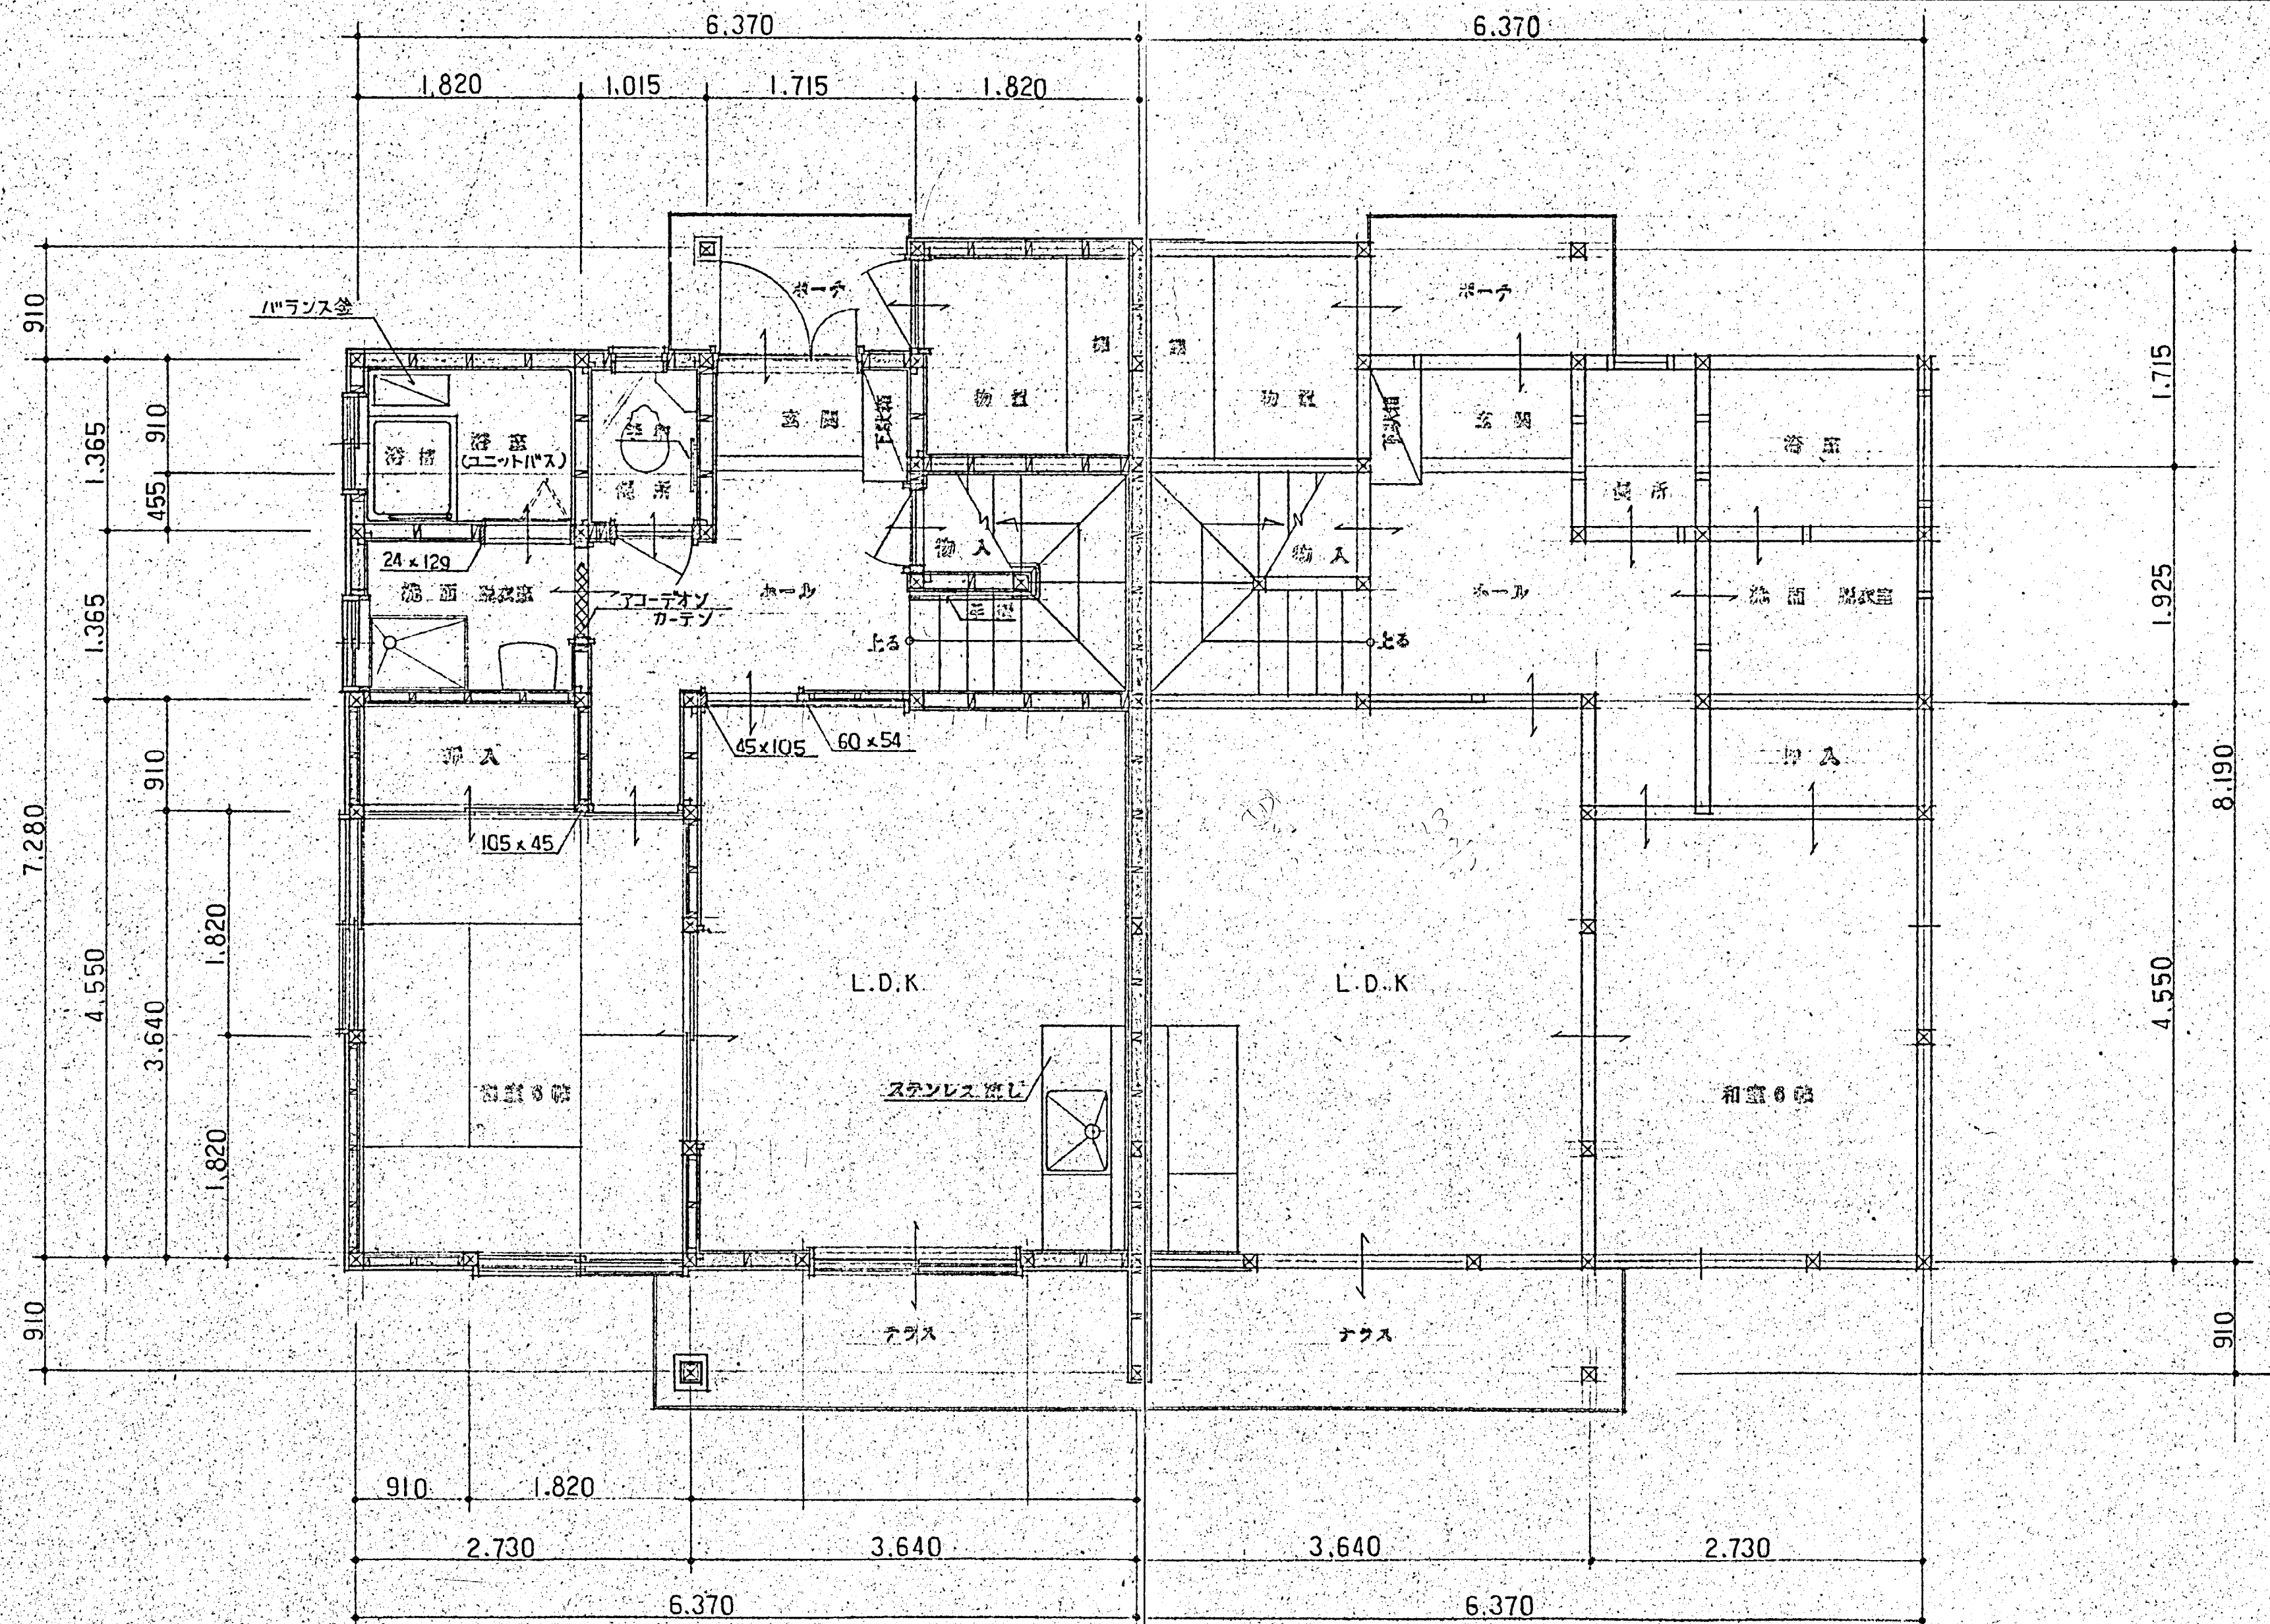 6.370
6.370
1.820
1.015
1.715
1.820
バランス釜
ポーチ
ポーチ
910
910
1.365
455
1.365
910
7.280
4.550
3.640
1.820
1.820
910
1.715
1.925
8.190
4.550
910
棚
棚
物置
物置
下駄箱
玄関
玄関
下駄箱
浴槽
浴室
(ユニットバス)
便所
便所
浴室
24×129
洗面 脱衣室
アコーデオン
カーテン
ホール
物入
物入
手摺
上る
上る
ホール
洗面 脱衣室
押入
45×105
60×54
押入
105×45
L.D.K
L.D.K
ステンレス流し
和室6帖
和室6帖
テラス
テラス
910
1.820
2.730
3.640
3.640
2.730
6.370
6.370